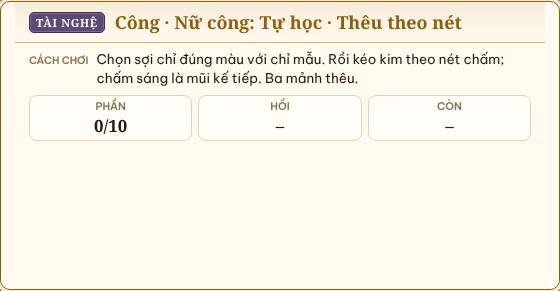 TÀI NGHỆ Công · Nữ công: Tự học · Thêu theo nét
CÁCH CHƠI Chọn sợi chỉ đúng màu với chỉ mẫu. Rồi kéo kim theo nét chấm;
chấm sáng là mũi kế tiếp. Ba mảnh thêu.
PHẦN HỒI CÒN
0/10 – –